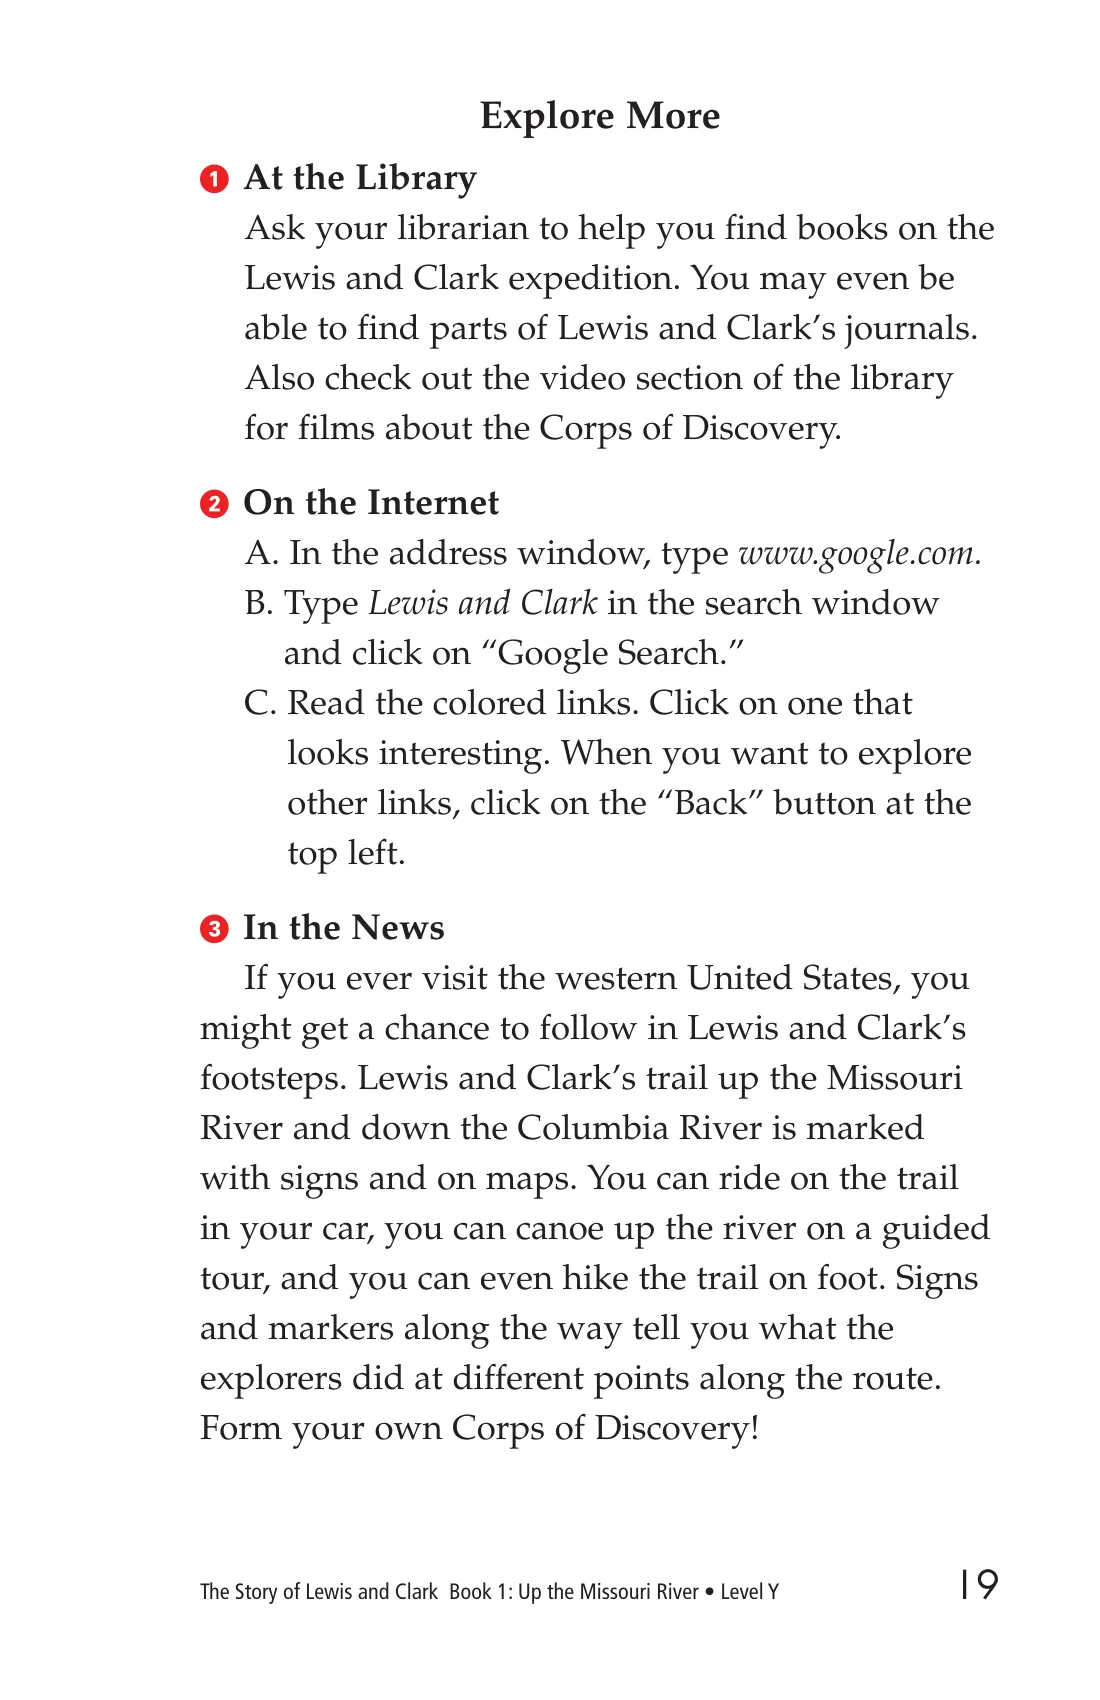 Explore More
1 At the Library
Ask your librarian to help you find books on the
Lewis and Clark expedition. You may even be
able to find parts of Lewis and Clark’s journals.
Also check out the video section of the library
for films about the Corps of Discovery.
2 On the Internet
A. In the address window, type www.google.com.
B. Type Lewis and Clark in the search window
and click on “Google Search.”
C. Read the colored links. Click on one that
looks interesting. When you want to explore
other links, click on the “Back” button at the
top left.
3 In the News
If you ever visit the western United States, you
might get a chance to follow in Lewis and Clark’s
footsteps. Lewis and Clark’s trail up the Missouri
River and down the Columbia River is marked
with signs and on maps. You can ride on the trail
in your car, you can canoe up the river on a guided
tour, and you can even hike the trail on foot. Signs
and markers along the way tell you what the
explorers did at different points along the route.
Form your own Corps of Discovery!
The Story of Lewis and Clark Book 1: Up the Missouri River • Level Y 19